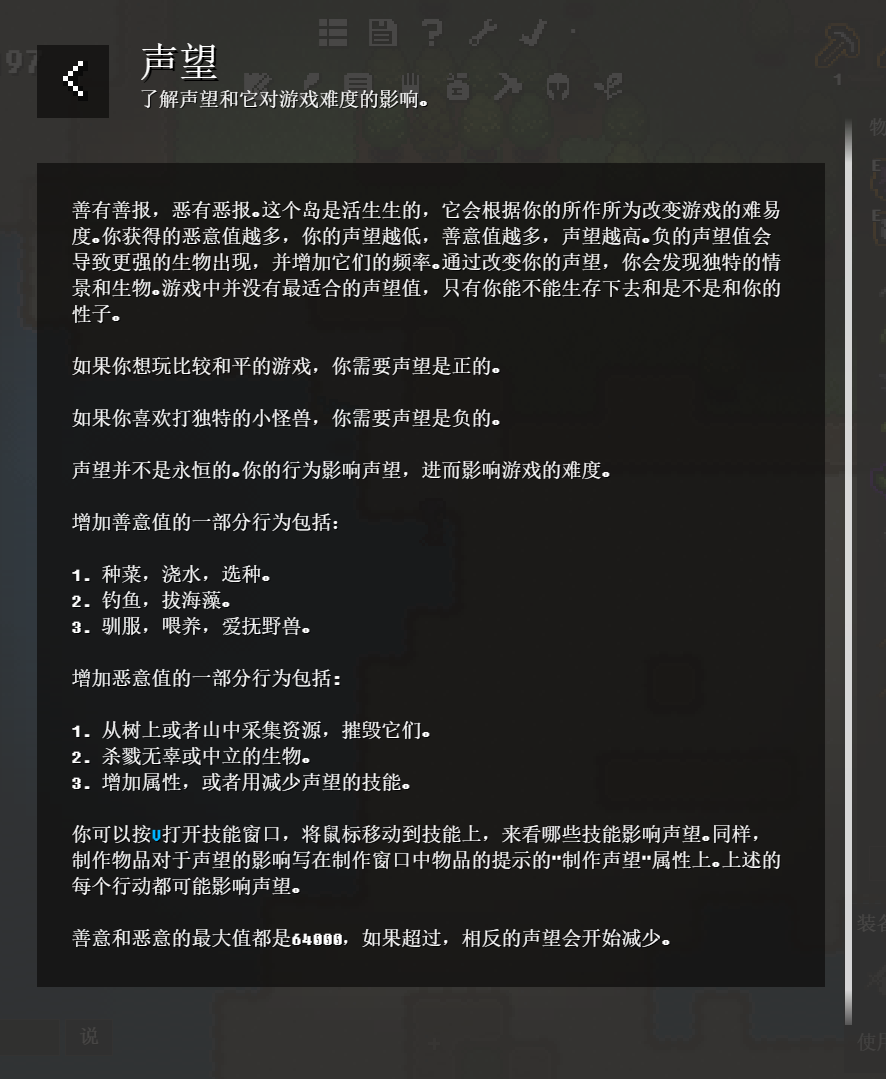 97
声望
了解声望和它对游戏难度的影响。
1
物
善有善报，恶有恶报。这个岛是活生生的，它会根据你的所作所为改变游戏的难易
度。你获得的恶意值越多，你的声望越低，善意值越多，声望越高。负的声望值会
导致更强的生物出现，并增加它们的频率。通过改变你的声望，你会发现独特的情
景和生物。游戏中并没有最适合的声望值，只有你能不能生存下去和是不是和你的
性子。
如果你想玩比较和平的游戏，你需要声望是正的。
如果你喜欢打独特的小怪兽，你需要声望是负的。
声望并不是永恒的。你的行为影响声望，进而影响游戏的难度。
增加善意值的一部分行为包括：
1. 种菜，浇水，选种。
2. 钓鱼，拔海藻。
3. 驯服，喂养，爱抚野兽。
增加恶意值的一部分行为包括：
1. 从树上或者山中采集资源，摧毁它们。
2. 杀戮无辜或中立的生物。
3. 增加属性，或者用减少声望的技能。
你可以按V打开技能窗口，将鼠标移动到技能上，来看哪些技能影响声望。同样，
制作物品对于声望的影响写在制作窗口中物品的提示的"制作声望"属性上。上述的
每个行动都可能影响声望。
善意和恶意的最大值都是64000，如果超过，相反的声望会开始减少。
说
使用